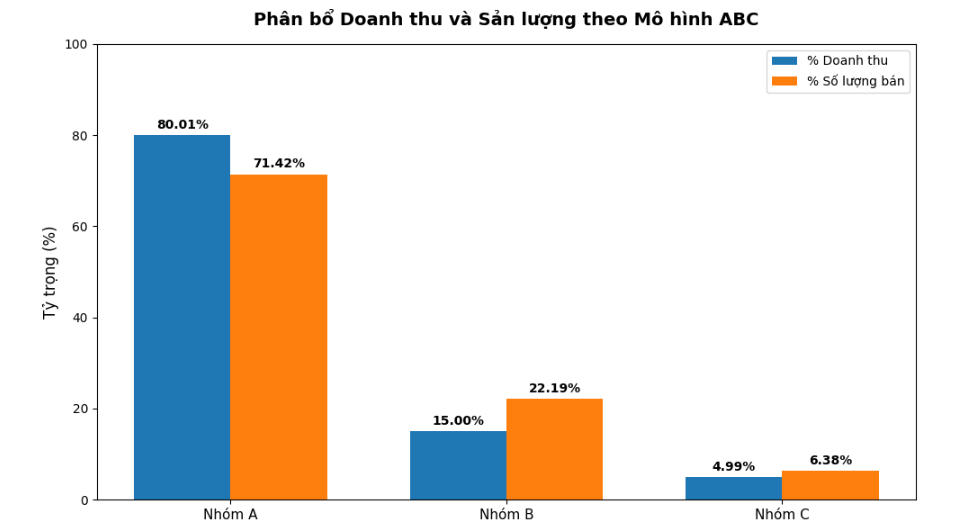 Phân bổ Doanh thu và Sản lượng theo Mô hình ABC
% Doanh thu
% Số lượng bán
Tỷ trọng (%)
100
80
60
40
20
0
80.01%
71.42%
15.00%
22.19%
4.99%
6.38%
Nhóm A
Nhóm B
Nhóm C